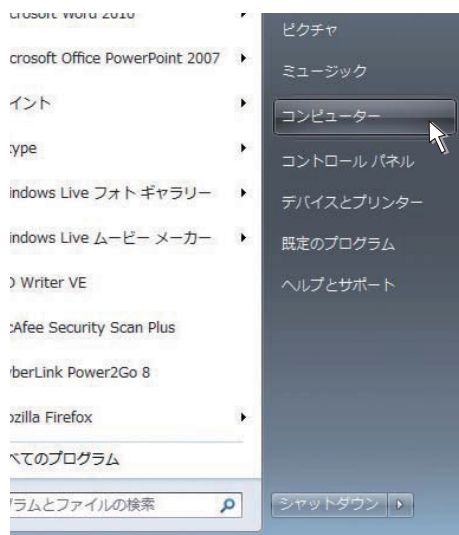 crosoft Word 2010
crosoft Office PowerPoint 2007
イント
ype
indows Live フォト ギャラリー
indows Live ムービー メーカー
D Writer VE
cAfee Security Scan Plus
yberLink Power2Go 8
ozilla Firefox
べてのプログラム
グラムとファイルの検索
ピクチャ
ミュージック
コンピューター
コントロール パネル
デバイスとプリンター
既定のプログラム
ヘルプとサポート
シャットダウン